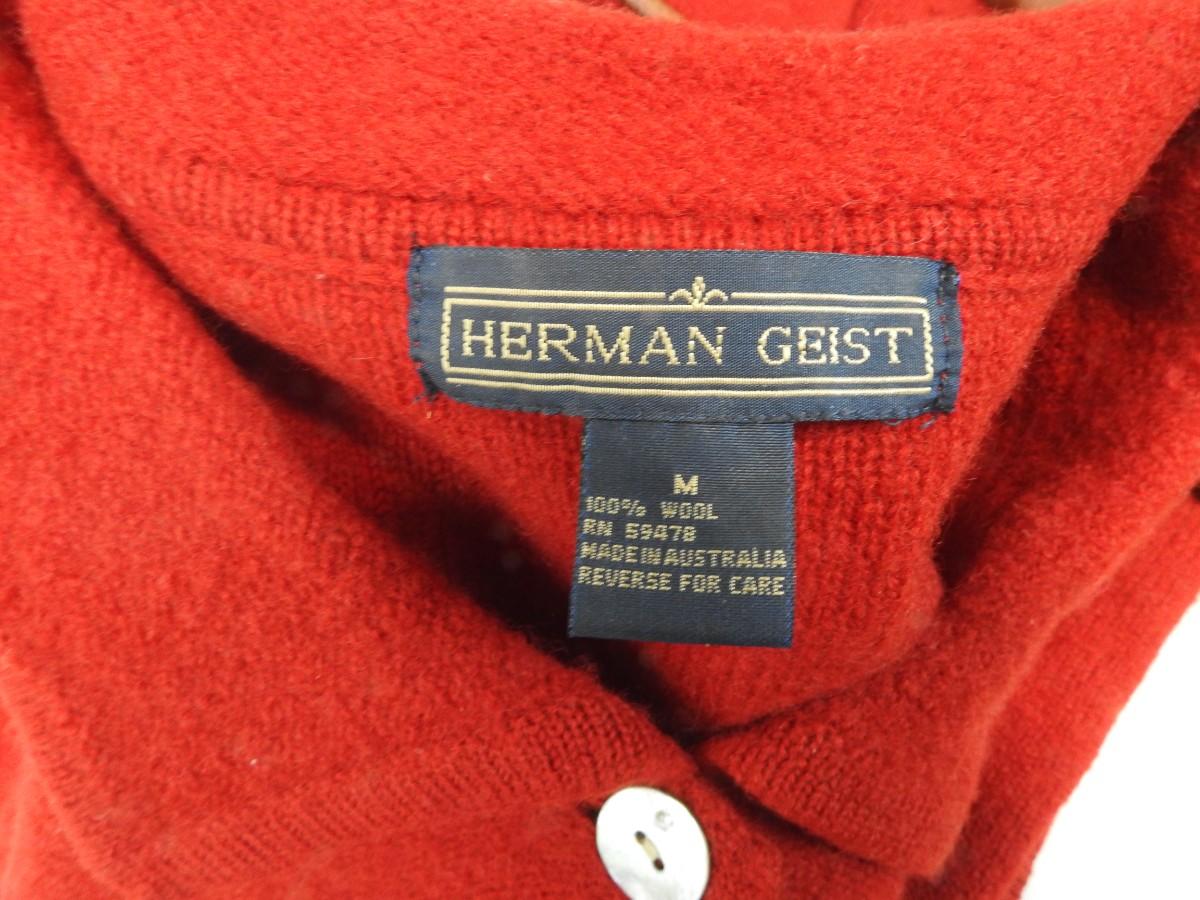 HERMAN GEIST
M
100% WOOL
RN 59478
MADE IN AUSTRALIA
REVERSE FOR CARE